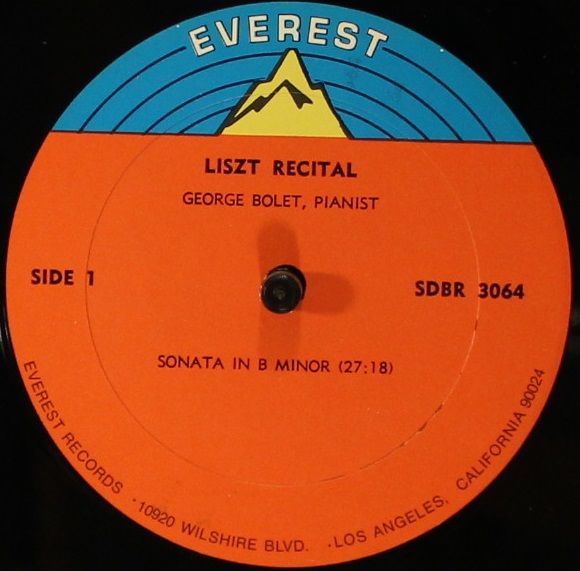 EVEREST
LISZT RECITAL
GEORGE BOLET, PIANIST
SIDE 1
SDBR 3064
SONATA IN B MINOR (27:18)
EVEREST RECORDS · 10920 WILSHIRE BLVD. · LOS ANGELES, CALIFORNIA 90024